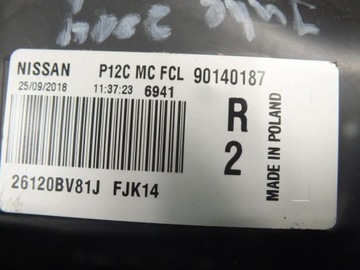 NISSAN P12C MC FCL 90140187
25/09/2018 11:37:23 6941
R
2
MADE IN POLAND
26120BV81J FJK14